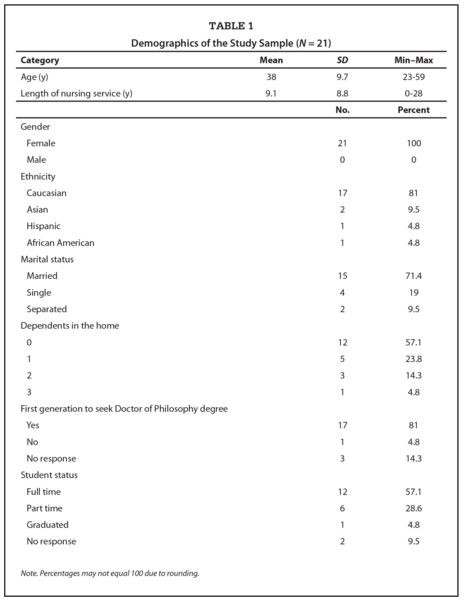 TABLE 1
Demographics of the Study Sample (N = 21)
Category Mean SD Min–Max
Age (y) 38 9.7 23-59
Length of nursing service (y) 9.1 8.8 0-28
No. Percent
Gender
Female 21 100
Male 0 0
Ethnicity
Caucasian 17 81
Asian 2 9.5
Hispanic 1 4.8
African American 1 4.8
Marital status
Married 15 71.4
Single 4 19
Separated 2 9.5
Dependents in the home
0 12 57.1
1 5 23.8
2 3 14.3
3 1 4.8
First generation to seek Doctor of Philosophy degree
Yes 17 81
No 1 4.8
No response 3 14.3
Student status
Full time 12 57.1
Part time 6 28.6
Graduated 1 4.8
No response 2 9.5
Note. Percentages may not equal 100 due to rounding.